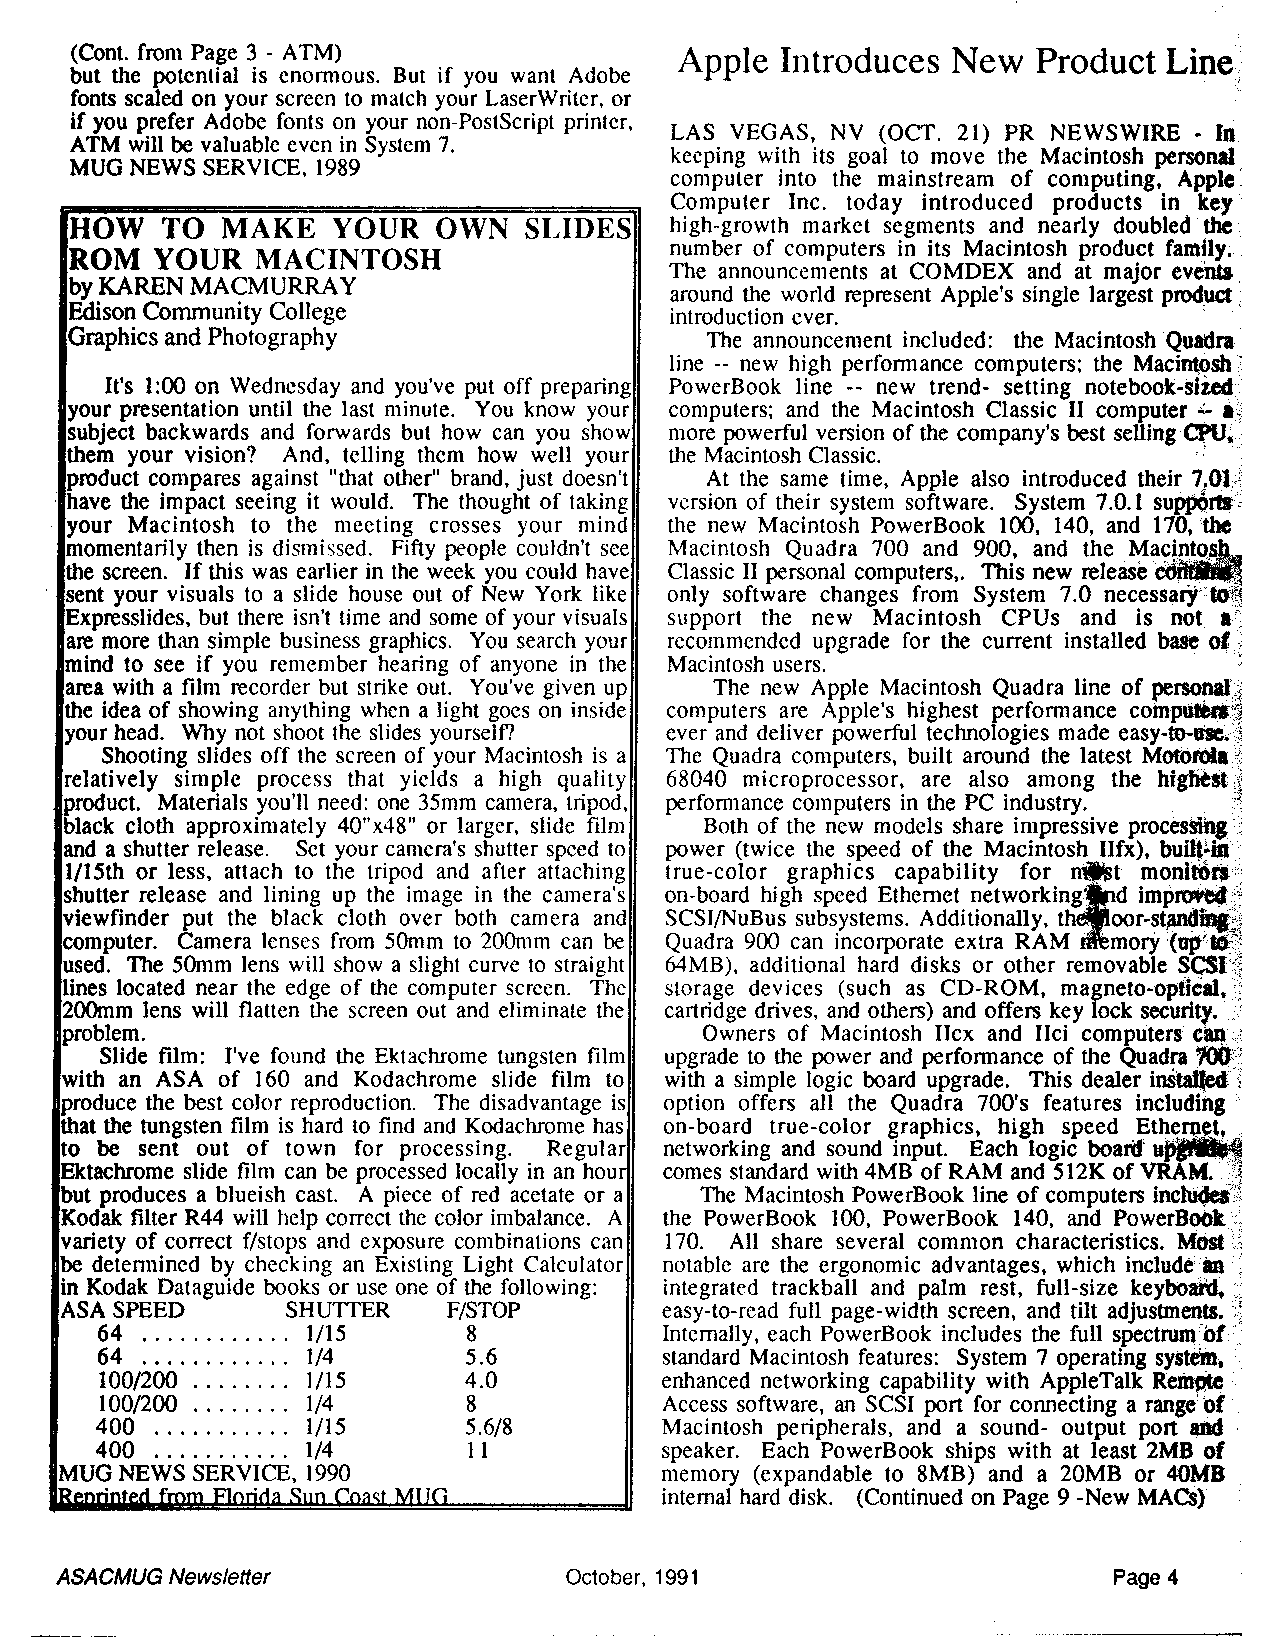 (Cont. from Page 3 - ATM)
but the potential is enormous. But if you want Adobe
fonts scaled on your screen to match your LaserWriter, or
if you prefer Adobe fonts on your non-PostScript printer,
ATM will be valuable even in System 7.
MUG NEWS SERVICE, 1989
HOW TO MAKE YOUR OWN SLIDES
ROM YOUR MACINTOSH
by KAREN MACMURRAY
Edison Community College
Graphics and Photography
It's 1:00 on Wednesday and you've put off preparing
your presentation until the last minute. You know your
subject backwards and forwards but how can you show
them your vision? And, telling them how well your
product compares against "that other" brand, just doesn't
have the impact seeing it would. The thought of taking
your Macintosh to the meeting crosses your mind
momentarily then is dismissed. Fifty people couldn't see
the screen. If this was earlier in the week you could have
sent your visuals to a slide house out of New York like
Expresslides, but there isn't time and some of your visuals
are more than simple business graphics. You search your
mind to see if you remember hearing of anyone in the
area with a film recorder but strike out. You've given up
the idea of showing anything when a light goes on inside
your head. Why not shoot the slides yourself?
Shooting slides off the screen of your Macintosh is a
relatively simple process that yields a high quality
product. Materials you'll need: one 35mm camera, tripod,
black cloth approximately 40"x48" or larger, slide film
and a shutter release. Set your camera's shutter speed to
1/15th or less, attach to the tripod and after attaching
shutter release and lining up the image in the camera's
viewfinder put the black cloth over both camera and
computer. Camera lenses from 50mm to 200mm can be
used. The 50mm lens will show a slight curve to straight
lines located near the edge of the computer screen. The
200mm lens will flatten the screen out and eliminate the
problem.
Slide film: I've found the Ektachrome tungsten film
with an ASA of 160 and Kodachrome slide film to
produce the best color reproduction. The disadvantage is
that the tungsten film is hard to find and Kodachrome has
to be sent out of town for processing. Regular
Ektachrome slide film can be processed locally in an hour
but produces a blueish cast. A piece of red acetate or a
Kodak filter R44 will help correct the color imbalance. A
variety of correct f/stops and exposure combinations can
be determined by checking an Existing Light Calculator
in Kodak Dataguide books or use one of the following:
ASA SPEED SHUTTER F/STOP
64 ............ 1/15 8
64 ............ 1/4 5.6
100/200 ........ 1/15 4.0
100/200 ........ 1/4 8
400 ........... 1/15 5.6/8
400 ........... 1/4 11
MUG NEWS SERVICE, 1990
Reprinted from Florida Sun Coast MUG
Apple Introduces New Product Line
LAS VEGAS, NV (OCT. 21) PR NEWSWIRE - In
keeping with its goal to move the Macintosh personal
computer into the mainstream of computing, Apple
Computer Inc. today introduced products in key
high-growth market segments and nearly doubled the
number of computers in its Macintosh product family.
The announcements at COMDEX and at major events
around the world represent Apple's single largest product
introduction ever.
The announcement included: the Macintosh Quadra
line -- new high performance computers; the Macintosh
PowerBook line -- new trend- setting notebook-sized
computers; and the Macintosh Classic II computer -- a
more powerful version of the company's best selling CPU,
the Macintosh Classic.
At the same time, Apple also introduced their 7.01
version of their system software. System 7.0.1 supports
the new Macintosh PowerBook 100, 140, and 170, the
Macintosh Quadra 700 and 900, and the Macintosh
Classic II personal computers,. This new release contains
only software changes from System 7.0 necessary to
support the new Macintosh CPUs and is not a
recommended upgrade for the current installed base of
Macintosh users.
The new Apple Macintosh Quadra line of personal
computers are Apple's highest performance computers
ever and deliver powerful technologies made easy-to-use.
The Quadra computers, built around the latest Motorola
68040 microprocessor, are also among the highest
performance computers in the PC industry.
Both of the new models share impressive processing
power (twice the speed of the Macintosh IIfx), built-in
true-color graphics capability for most monitors
on-board high speed Ethernet networking and improved
SCSI/NuBus subsystems. Additionally, the floor-standing
Quadra 900 can incorporate extra RAM memory (up to
64MB), additional hard disks or other removable SCSI
storage devices (such as CD-ROM, magneto-optical,
cartridge drives, and others) and offers key lock security.
Owners of Macintosh IIcx and IIci computers can
upgrade to the power and performance of the Quadra 700
with a simple logic board upgrade. This dealer installed
option offers all the Quadra 700's features including
on-board true-color graphics, high speed Ethernet,
networking and sound input. Each logic board upgrade
comes standard with 4MB of RAM and 512K of VRAM.
The Macintosh PowerBook line of computers includes
the PowerBook 100, PowerBook 140, and PowerBook
170. All share several common characteristics. Most
notable are the ergonomic advantages, which include an
integrated trackball and palm rest, full-size keyboard,
easy-to-read full page-width screen, and tilt adjustments.
Internally, each PowerBook includes the full spectrum of
standard Macintosh features: System 7 operating system,
enhanced networking capability with AppleTalk Remote
Access software, an SCSI port for connecting a range of
Macintosh peripherals, and a sound- output port and
speaker. Each PowerBook ships with at least 2MB of
memory (expandable to 8MB) and a 20MB or 40MB
internal hard disk. (Continued on Page 9 -New MACs)
ASACMUG Newsletter October, 1991 Page 4